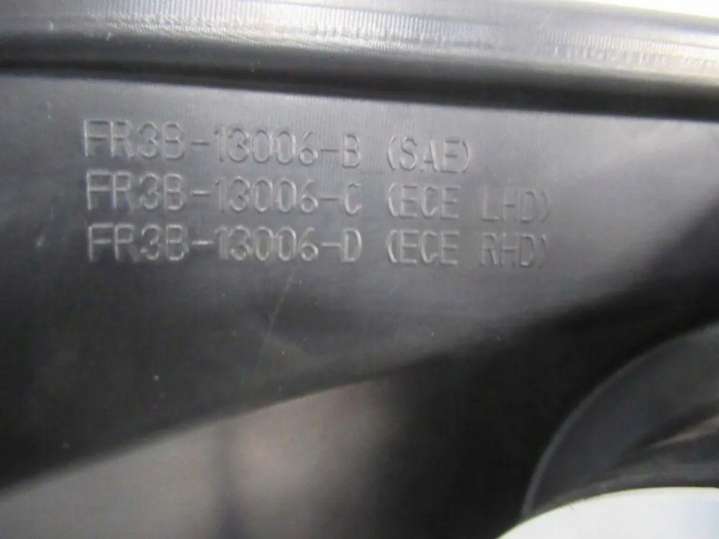 FR3B-13006-B (SAE)
FR3B-13006-C (ECE LHD)
FR3B-13006-D (ECE RHD)